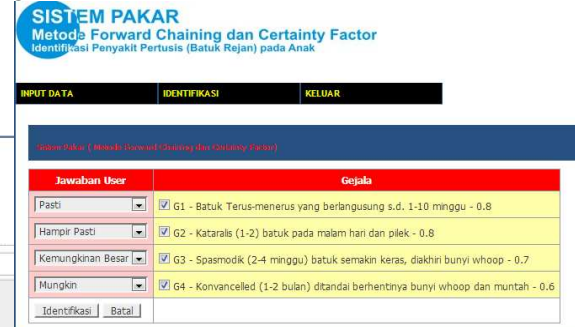 SISTEM PAKAR
Metode Forward Chaining dan Certainty Factor
Identifikasi Penyakit Pertusis (Batuk Rejan) pada Anak
INPUT DATA IDENTIFIKASI KELUAR
Sistem Pakar ( Metode Forward Chaining dan Certainty Factor)
Jawaban User Gejala
Pasti G1 - Batuk Terus-menerus yang berlangusung s.d. 1-10 minggu - 0.8
Hampir Pasti G2 - Kataralis (1-2) batuk pada malam hari dan pilek - 0.8
Kemungkinan Besar G3 - Spasmodik (2-4 minggu) batuk semakin keras, diakhiri bunyi whoop - 0.7
Mungkin G4 - Konvancelled (1-2 bulan) ditandai berhentinya bunyi whoop dan muntah - 0.6
Identifikasi Batal